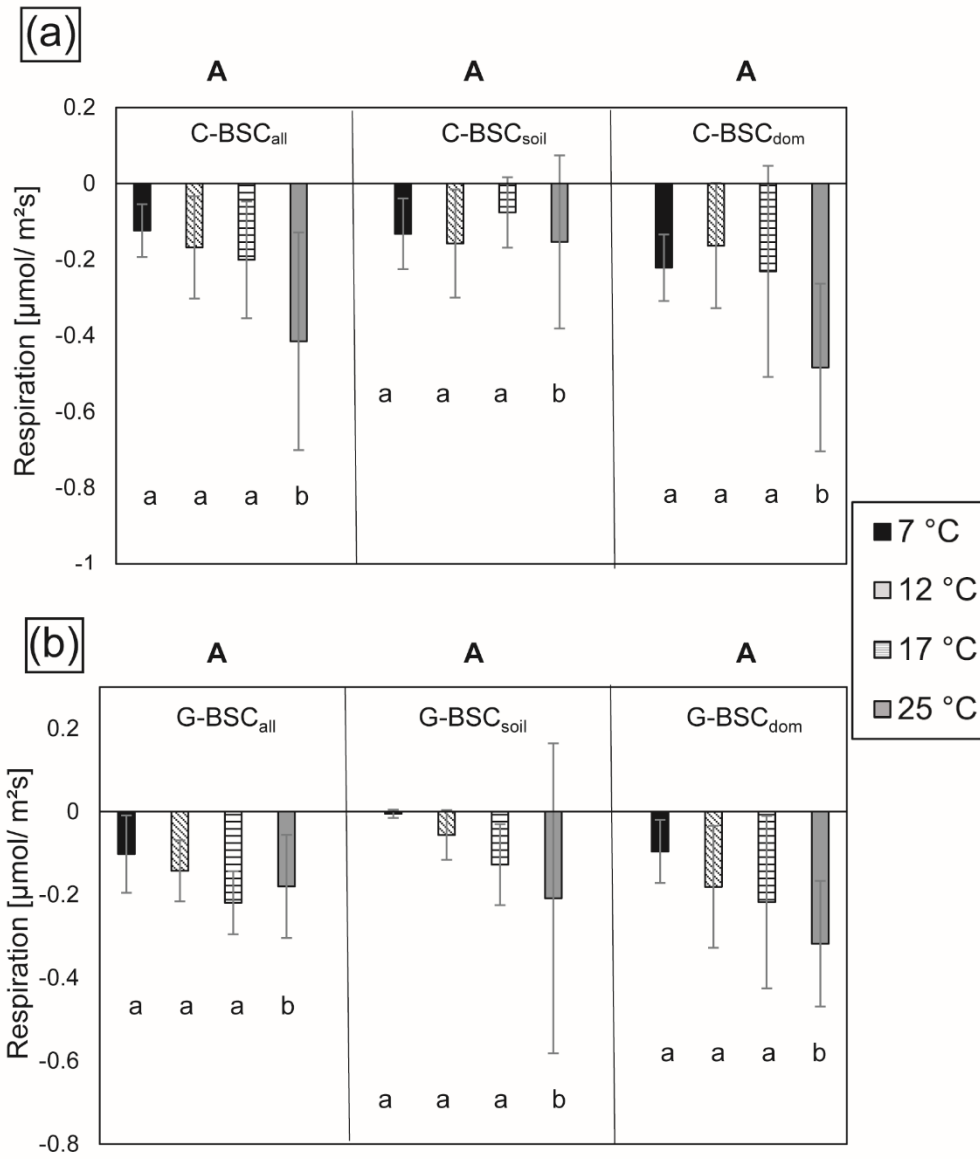 (a)
A A A
0.2
C-BSCall C-BSCsoil C-BSCdom
0
-0.2
-0.4
-0.6
-0.8
-1
Respiration [µmol/ m²s]
a a a b
a a a b
a a a b
7 °C
12 °C
17 °C
25 °C
(b)
A A A
0.2
G-BSCall G-BSCsoil G-BSCdom
0
-0.2
-0.4
-0.6
-0.8
Respiration [µmol/ m²s]
a a a b
a a a b
a a a b